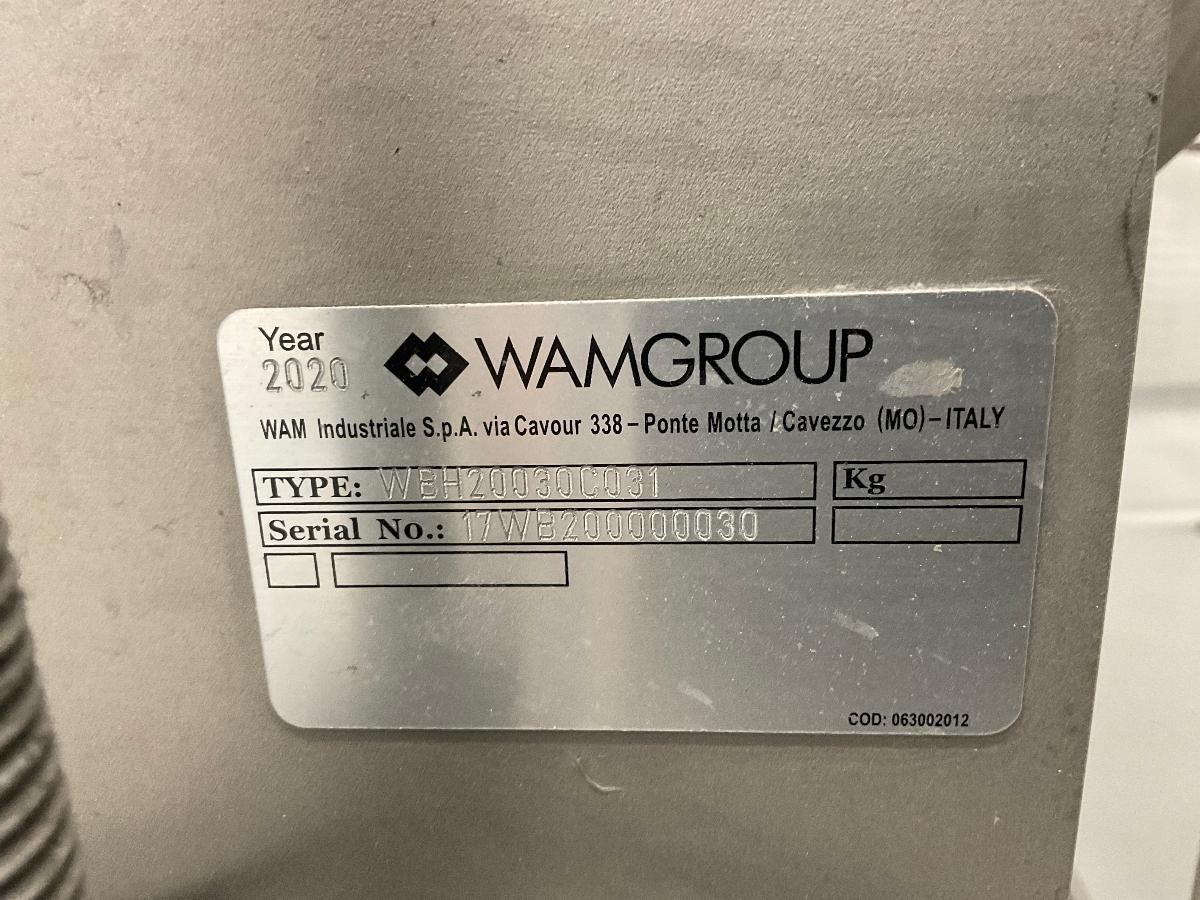 Year
2020
WAMGROUP
WAM Industriale S.p.A. via Cavour 338 – Ponte Motta / Cavezzo (MO) – ITALY
TYPE: WBH20030C031
Kg
Serial No.: 17WB200000030
COD: 063002012